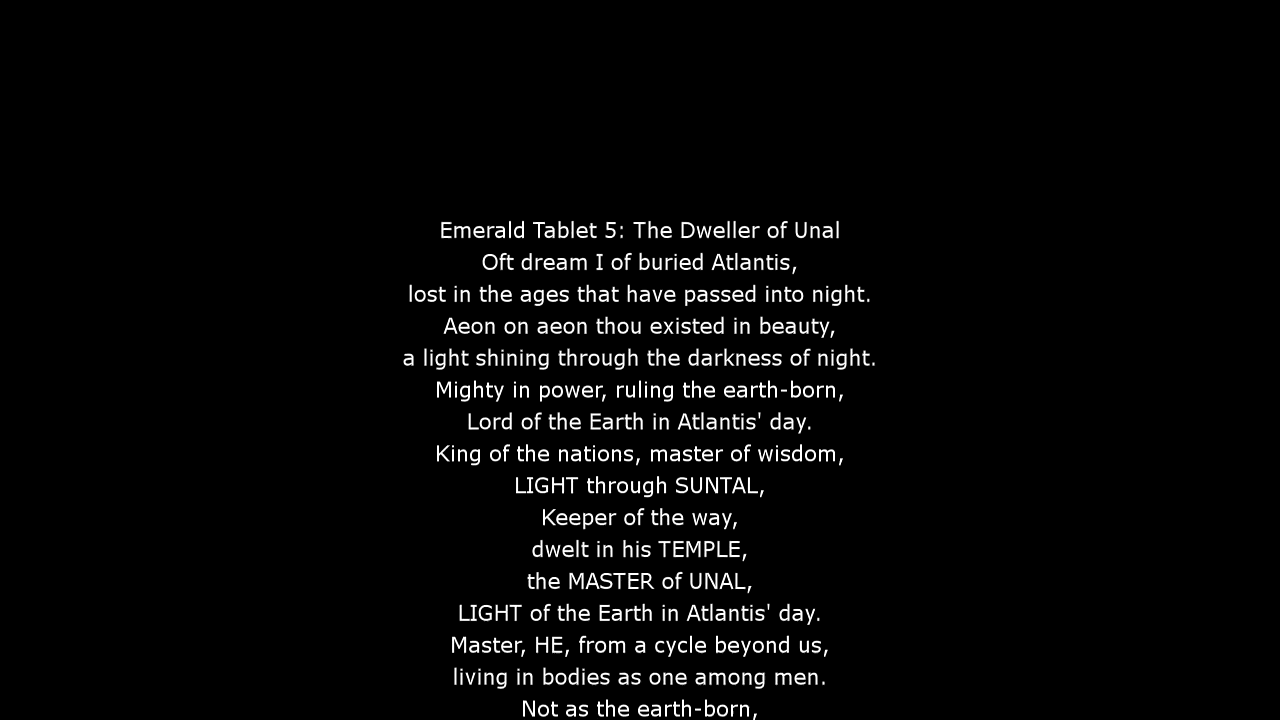 Emerald Tablet 5: The Dweller of Unal
Oft dream I of buried Atlantis,
lost in the ages that have passed into night.
Aeon on aeon thou existed in beauty,
a light shining through the darkness of night.
Mighty in power, ruling the earth-born,
Lord of the Earth in Atlantis' day.
King of the nations, master of wisdom,
LIGHT through SUNTAL,
Keeper of the way,
dwelt in his TEMPLE,
the MASTER of UNAL,
LIGHT of the Earth in Atlantis' day.
Master, HE, from a cycle beyond us,
living in bodies as one among men.
Not as the earth-born,